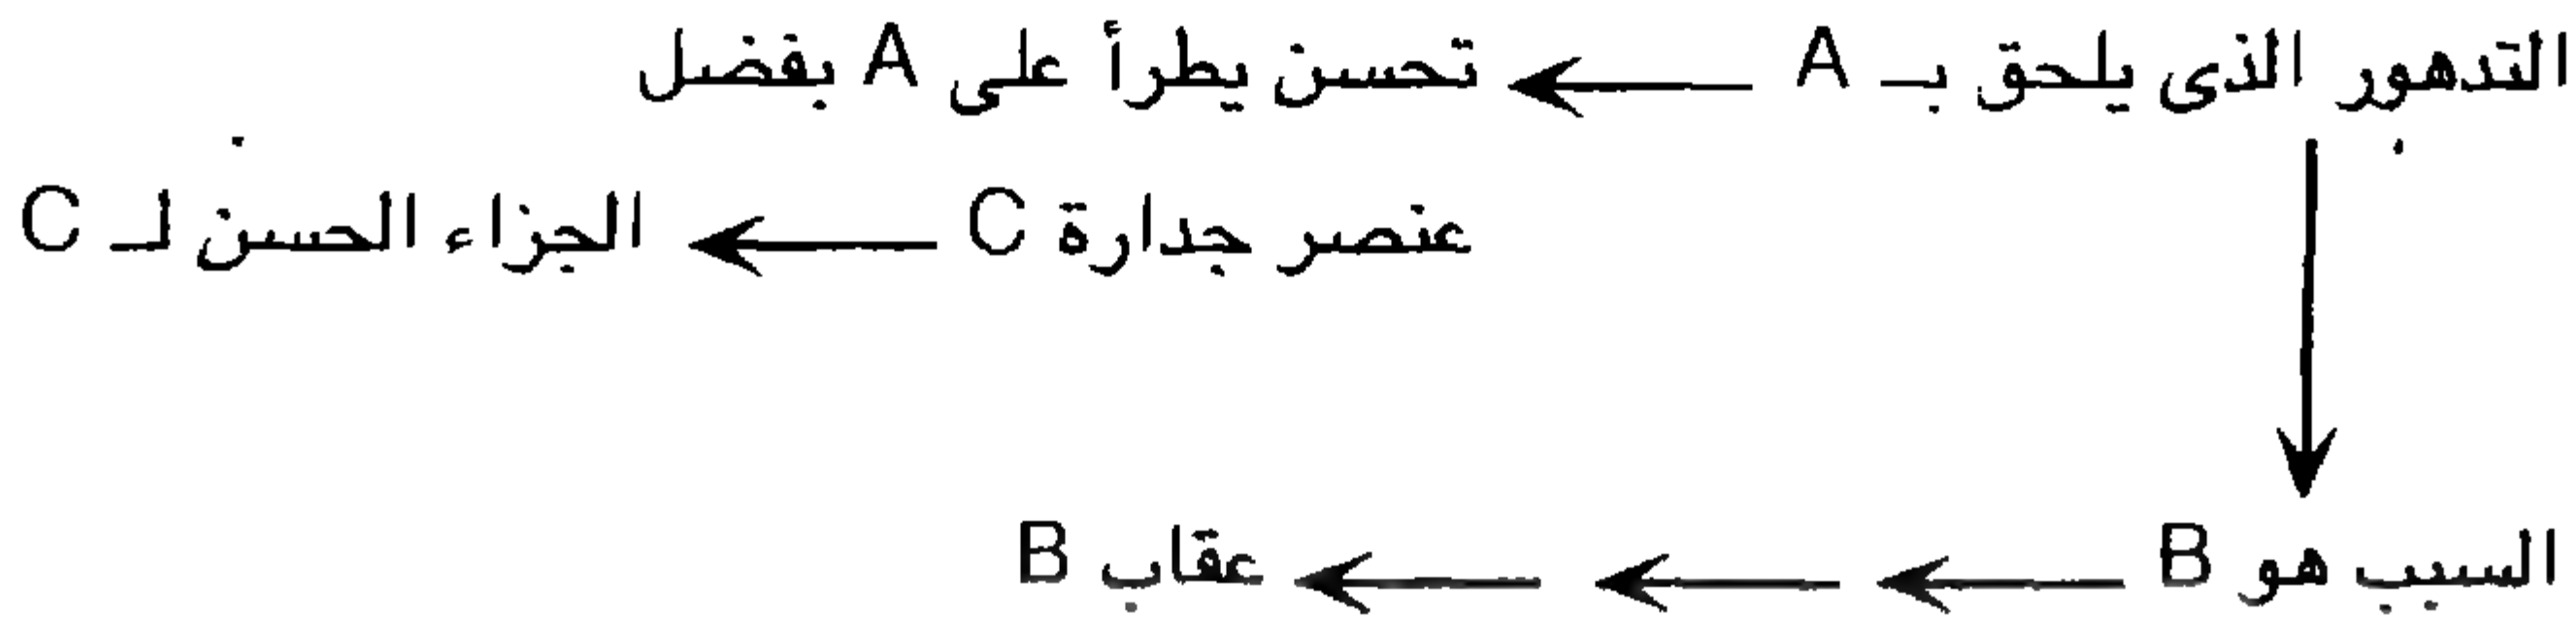 التدهور الذى يلحق بـ A ← تحسن يطرأ على A بفضل
عنصر جدارة C ← الجزاء الحسن لـ C
السبب هو B ← ← ← عقاب B